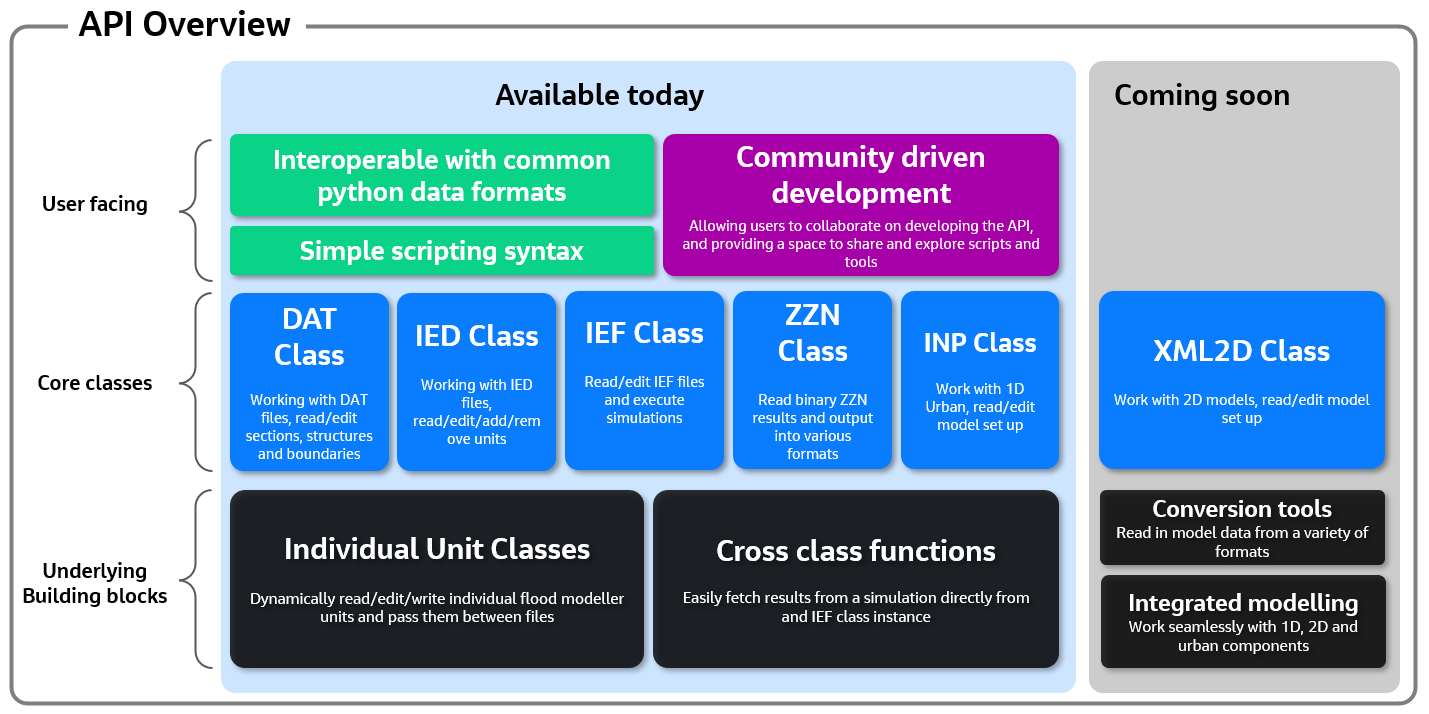 API Overview
Available today
Coming soon
User facing
Interoperable with common
python data formats
Simple scripting syntax
Community driven
development
Allowing users to collaborate on developing the API,
and providing a space to share and explore scripts and
tools
Core classes
DAT
Class
Working with DAT
files, read/edit
sections, structures
and boundaries
IED Class
Working with IED
files,
read/edit/add/rem
ove units
IEF Class
Read/edit IEF files
and execute
simulations
ZZN
Class
Read binary ZZN
results and output
into various
formats
INP Class
Work with 1D
Urban, read/edit
model set up
XML2D Class
Work with 2D models, read/edit model
set up
Underlying
Building blocks
Individual Unit Classes
Dynamically read/edit/write individual flood modeller
units and pass them between files
Cross class functions
Easily fetch results from a simulation directly from
and IEF class instance
Conversion tools
Read in model data from a variety of
formats
Integrated modelling
Work seamlessly with 1D, 2D and
urban components